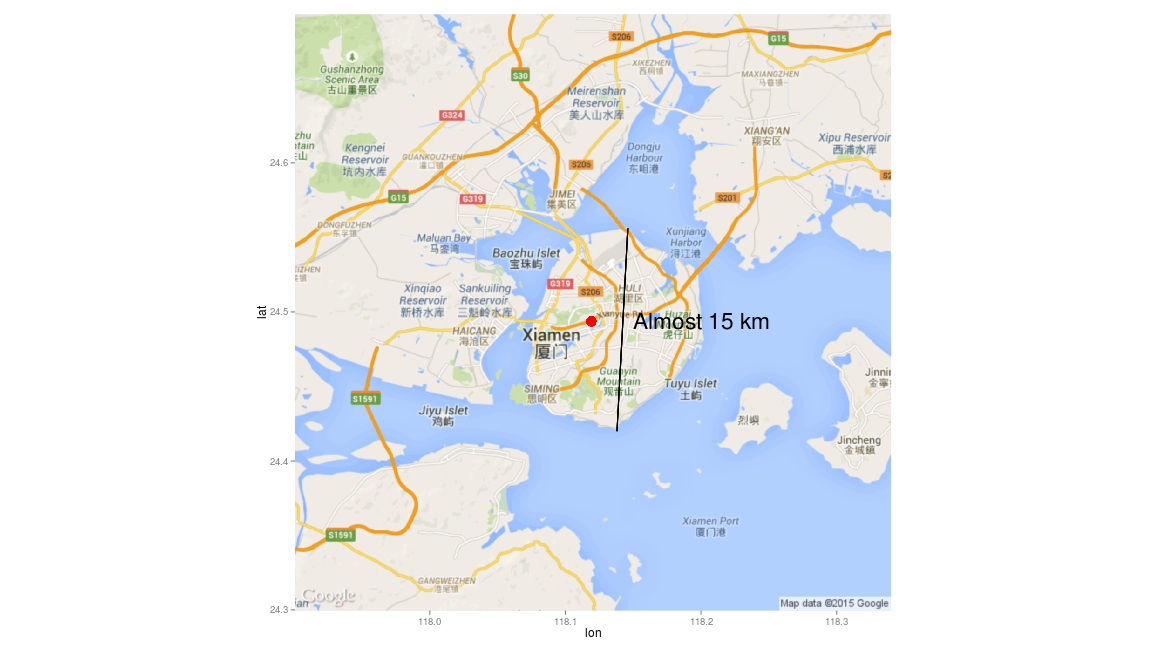 S206
G15
XIKEZHEN
西柯镇
Gushanzhong
Scenic Area
古山重景区
S30
MAXIANGZHEN
马巷镇
Meirenshan
Reservoir
美人山水库
G324
XIANG'AN
翔安区
Xipu Reservoir
西浦水库
zhu
tain
主山
Kengnei
Reservoir
坑内水库
Dongju
Harbour
东咀港
GUANKOUZHEN
灌口镇
24.6
S206
G15
G319
JIMEI
集美区
S201
DONGFUZHEN
东孚镇
Maluan Bay
马銮湾
Xunjiang
Harbor
浔江港
Baozhu Islet
宝珠屿
G319
S206
HULI
湖里区
Xinqiao
Reservoir
新桥水库
Sankuiling
Reservoir
三魁岭水库
24.5
lat
Almost 15 km
虎仔山
HAICANG
海沧区
Xiamen
厦门
Guanyin
Mountain
观音山
SIMING
思明区
Tuyu Islet
土屿
S1591
Jiyu Islet
鸡屿
烈嶼
Jincheng
金城鎮
24.4
Xiamen Port
厦门港
S1591
GANGWEIZHEN
港尾镇
Google
Map data ©2015 Google
24.3
118.0
118.1
118.2
118.3
lon